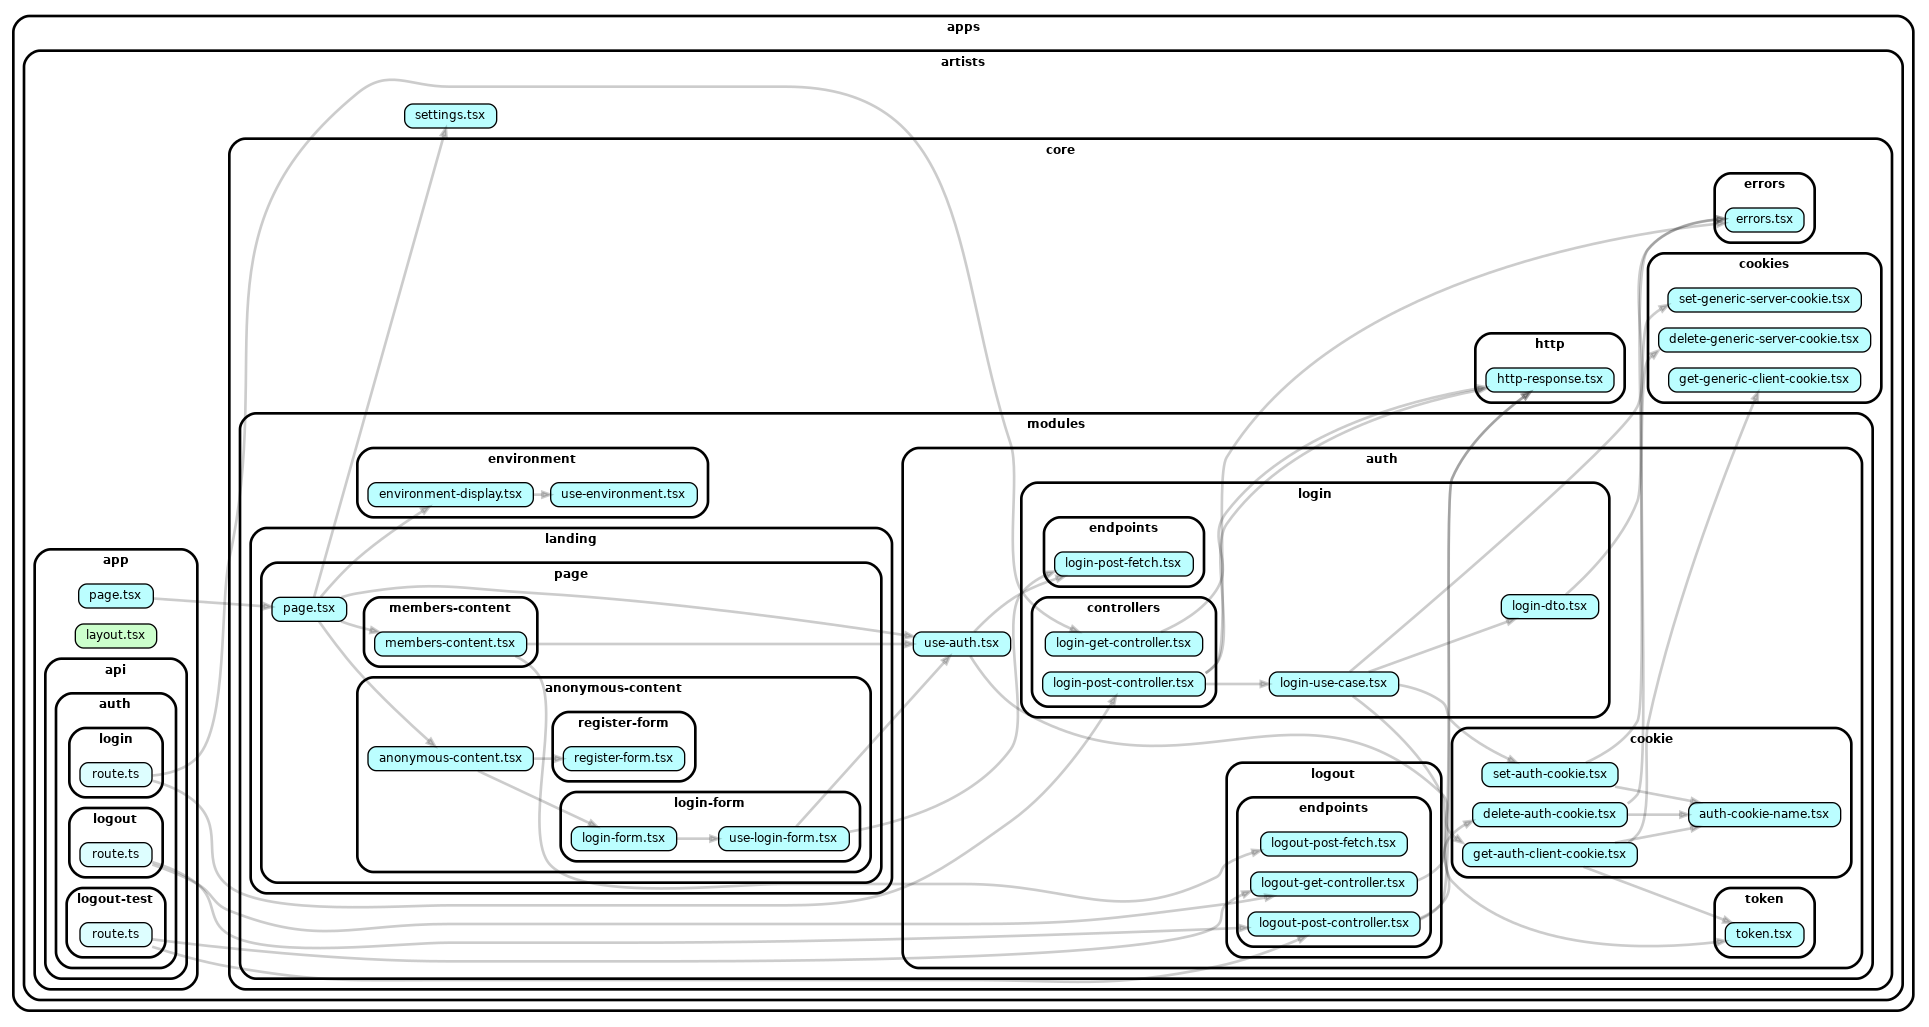 apps
artists
settings.tsx
core
errors
errors.tsx
cookies
set-generic-server-cookie.tsx
delete-generic-server-cookie.tsx
get-generic-client-cookie.tsx
http
http-response.tsx
modules
environment
environment-display.tsx
use-environment.tsx
landing
page
page.tsx
members-content
members-content.tsx
anonymous-content
anonymous-content.tsx
register-form
register-form.tsx
login-form
login-form.tsx
use-login-form.tsx
auth
use-auth.tsx
login
endpoints
login-post-fetch.tsx
controllers
login-get-controller.tsx
login-post-controller.tsx
login-use-case.tsx
login-dto.tsx
cookie
set-auth-cookie.tsx
delete-auth-cookie.tsx
get-auth-client-cookie.tsx
auth-cookie-name.tsx
logout
endpoints
logout-post-fetch.tsx
logout-get-controller.tsx
logout-post-controller.tsx
token
token.tsx
app
page.tsx
layout.tsx
api
auth
login
route.ts
logout
route.ts
logout-test
route.ts